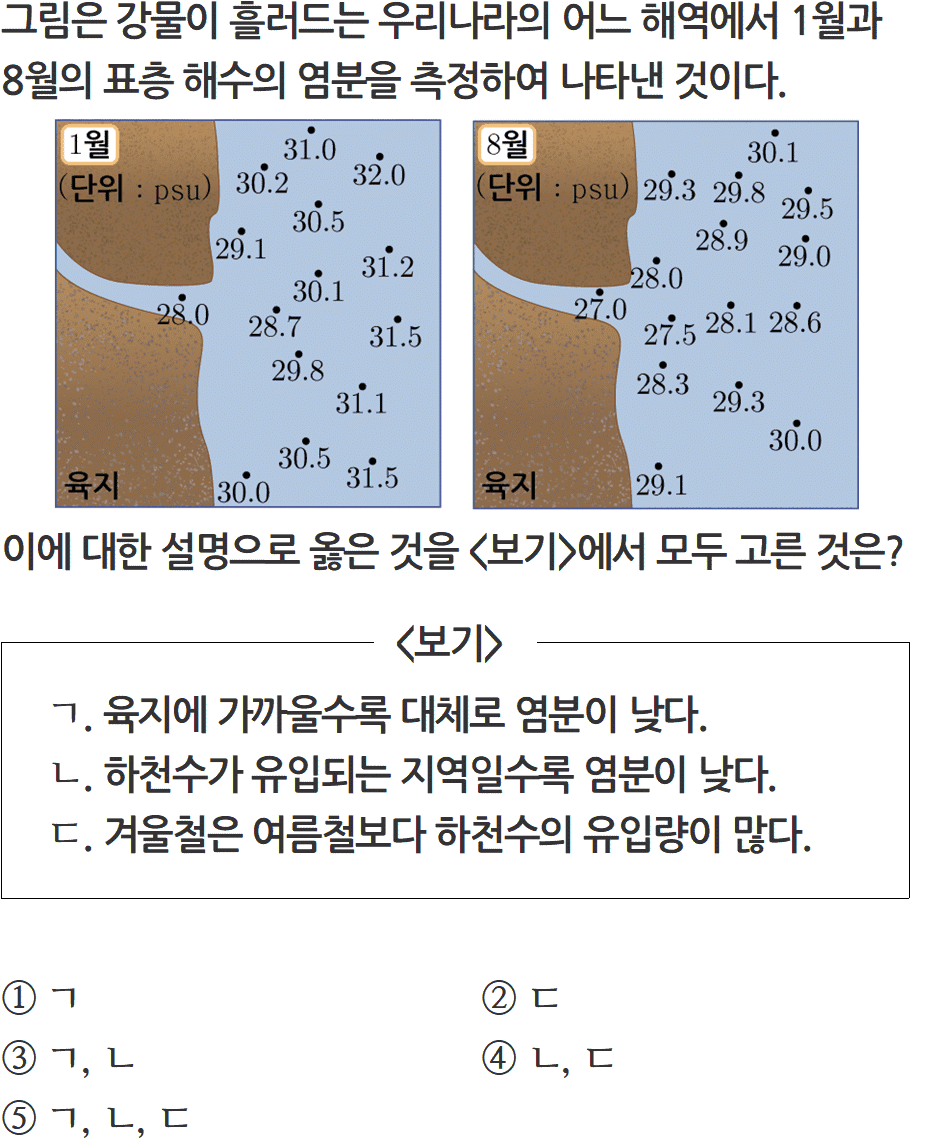 그림은 강물이 흘러드는 우리나라의 어느 해역에서 1월과
8월의 표층 해수의 염분을 측정하여 나타낸 것이다.
1월
(단위 : psu)
31.0
30.2
32.0
30.5
29.1
31.2
30.1
28.0
28.7
31.5
29.8
31.1
30.5
31.5
30.0
육지
8월
(단위 : psu)
30.1
29.3
29.8
29.5
28.9
29.0
28.0
27.0
27.5
28.1
28.6
28.3
29.3
30.0
29.1
육지
이에 대한 설명으로 옳은 것을 <보기>에서 모두 고른 것은?
<보기>
ㄱ. 육지에 가까울수록 대체로 염분이 낮다.
ㄴ. 하천수가 유입되는 지역일수록 염분이 낮다.
ㄷ. 겨울철은 여름철보다 하천수의 유입량이 많다.
① ㄱ
② ㄷ
③ ㄱ, ㄴ
④ ㄴ, ㄷ
⑤ ㄱ, ㄴ, ㄷ